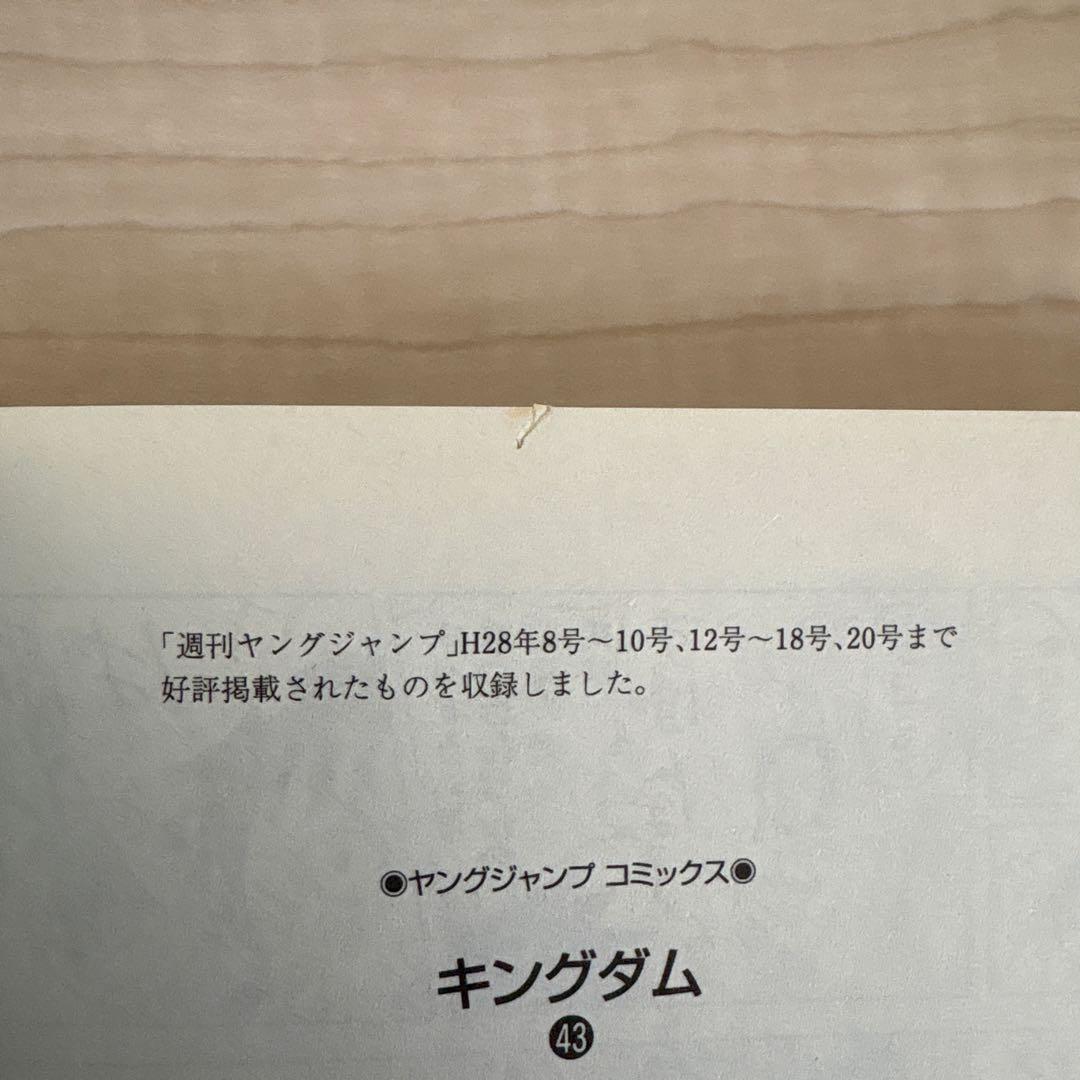 「週刊ヤングジャンプ」H28年8号〜10号、12号〜18号、20号まで
好評掲載されたものを収録しました。
◉ヤングジャンプ コミックス◉
キングダム
43